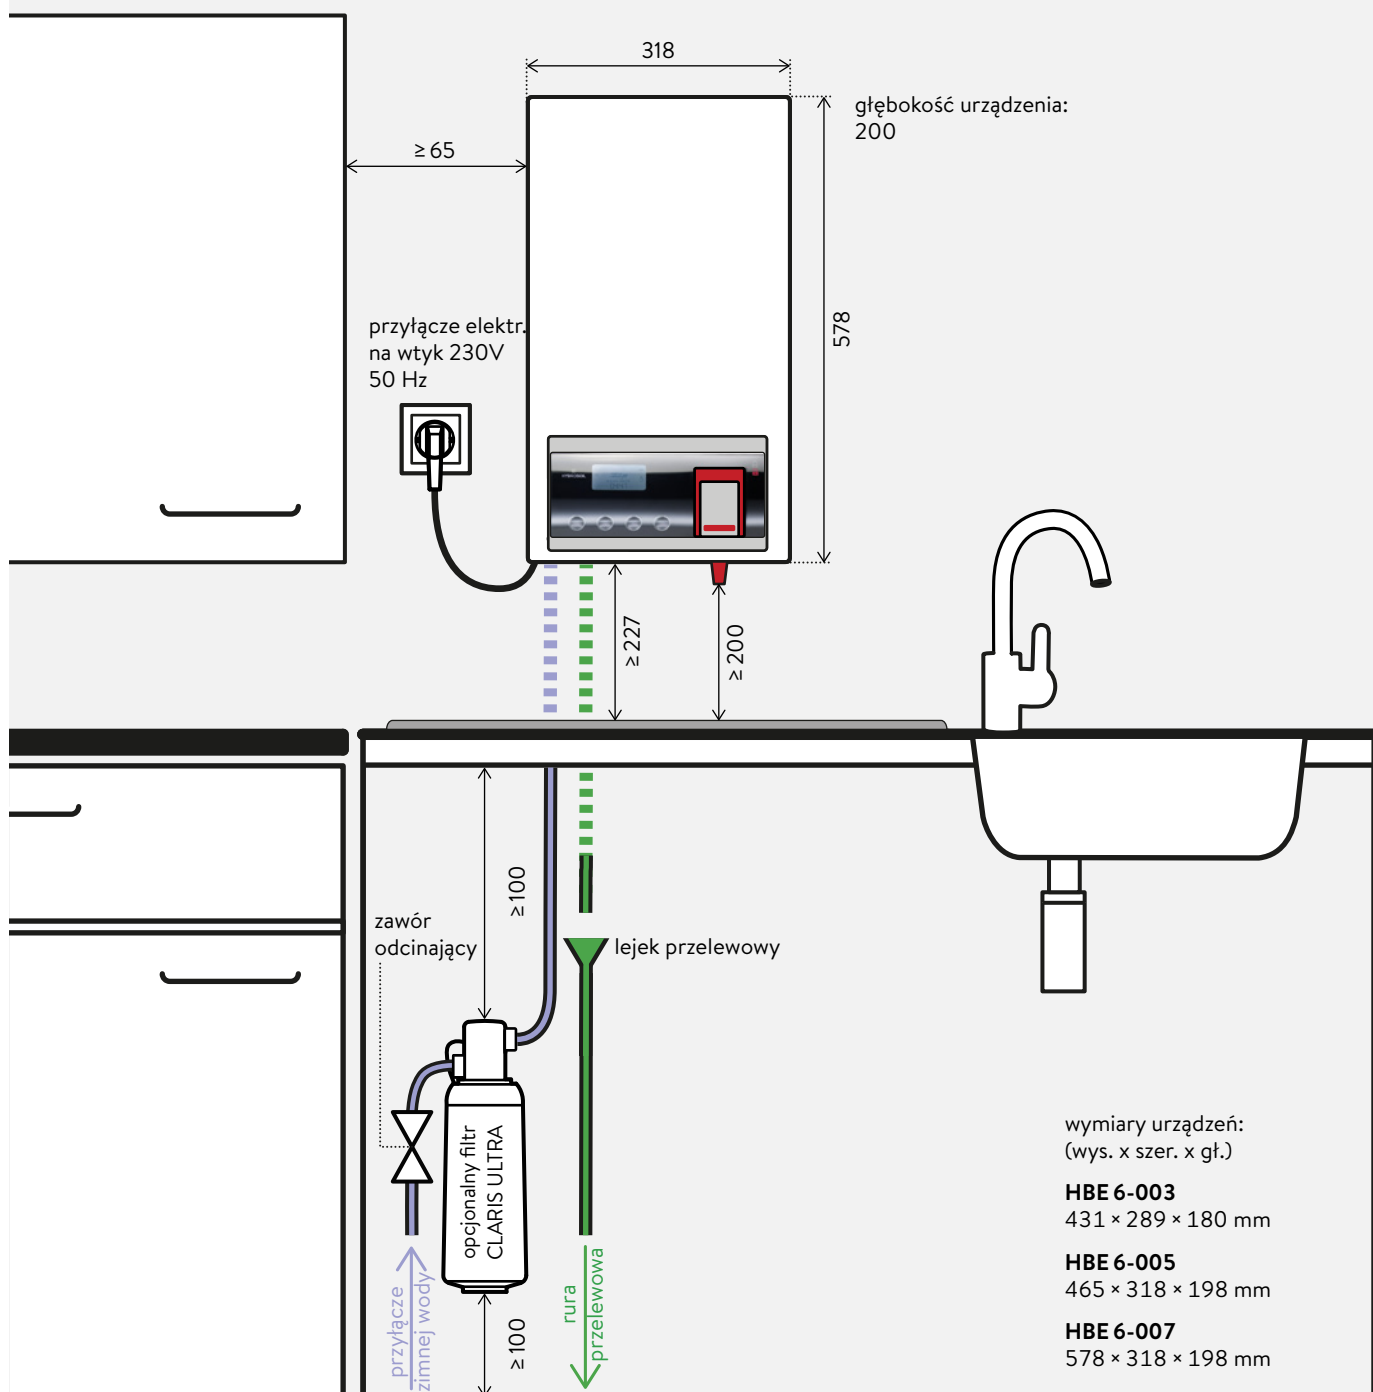 318
głębokość urządzenia:
200
≥ 65
578
przyłącze elektr.
na wtyk 230V
50 Hz
≥ 227
≥ 200
≥ 100
zawór
odcinający
lejek przelewowy
opcjonalny filtr
CLARIS ULTRA
przyłącze
zimnej wody
rura
przelewowa
≥ 100
wymiary urządzeń:
(wys. x szer. x gł.)
HBE 6-003
431 × 289 × 180 mm
HBE 6-005
465 × 318 × 198 mm
HBE 6-007
578 × 318 × 198 mm